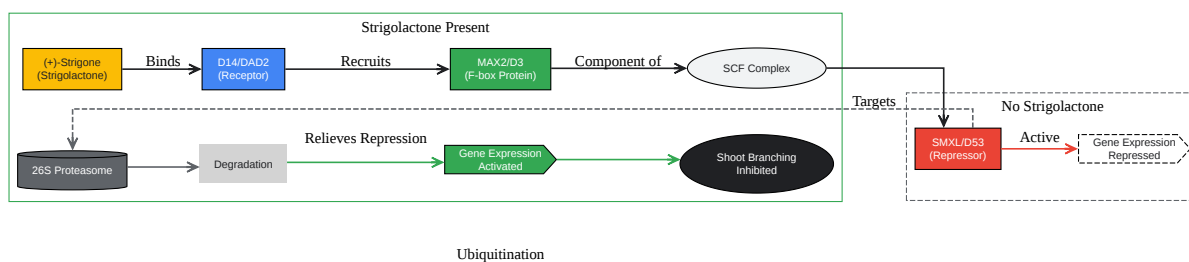 Strigolactone Present
(+)-Strigone
(Strigolactone)
Binds
D14/DAD2
(Receptor)
Recruits
MAX2/D3
(F-box Protein)
Component of
SCF Complex
Targets
No Strigolactone
SMXL/D53
(Repressor)
Active
Gene Expression
Repressed
26S Proteasome
Degradation
Relieves Repression
Gene Expression
Activated
Shoot Branching
Inhibited
Ubiquitination